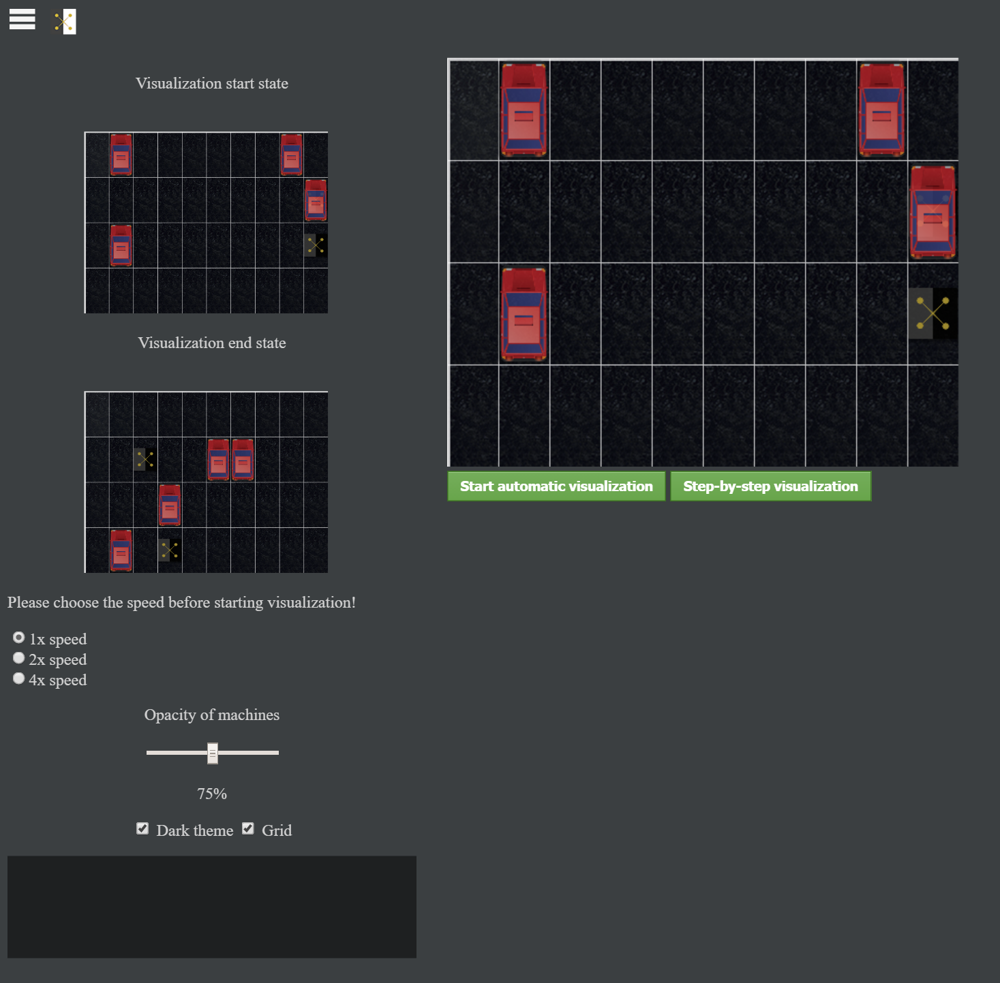 Visualization start state
Visualization end state
Please choose the speed before starting visualization!
1x speed
2x speed
4x speed
Opacity of machines
75%
Dark theme Grid
Start automatic visualization Step-by-step visualization